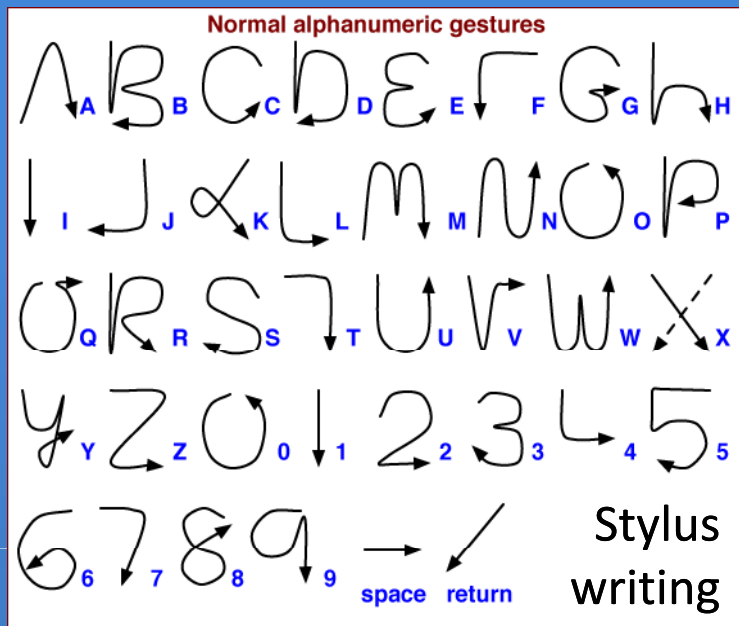 Normal alphanumeric gestures
A B C D E F G H
I J K L M N O P
Q R S T U V W X
Y Z 0 1 2 3 4 5
6 7 8 9 space return
Stylus
writing